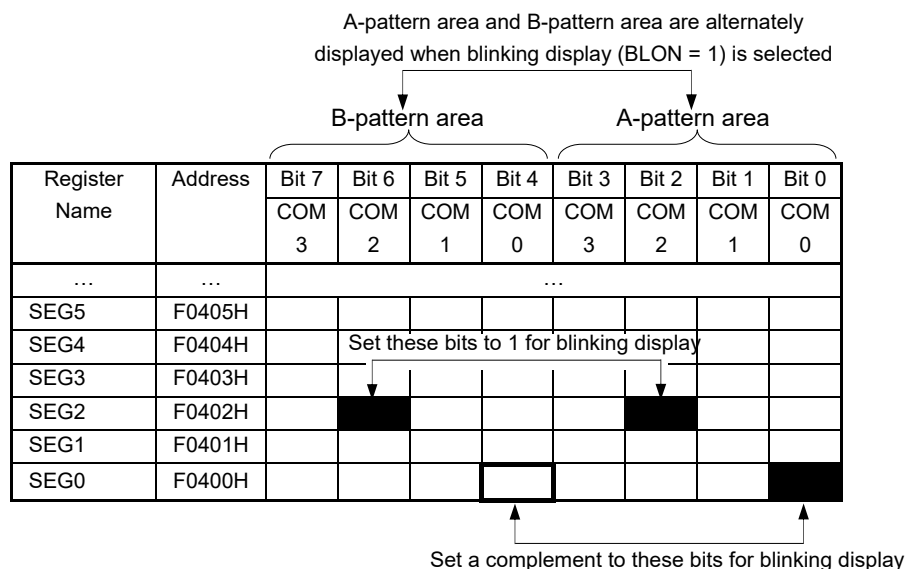 A-pattern area and B-pattern area are alternately
displayed when blinking display (BLON = 1) is selected
B-pattern area A-pattern area
Register Name Address Bit 7 Bit 6 Bit 5 Bit 4 Bit 3 Bit 2 Bit 1 Bit 0
COM 3 COM 2 COM 1 COM 0 COM 3 COM 2 COM 1 COM 0
… … …
SEG5 F0405H
SEG4 F0404H Set these bits to 1 for blinking display
SEG3 F0403H
SEG2 F0402H
SEG1 F0401H
SEG0 F0400H
Set a complement to these bits for blinking display